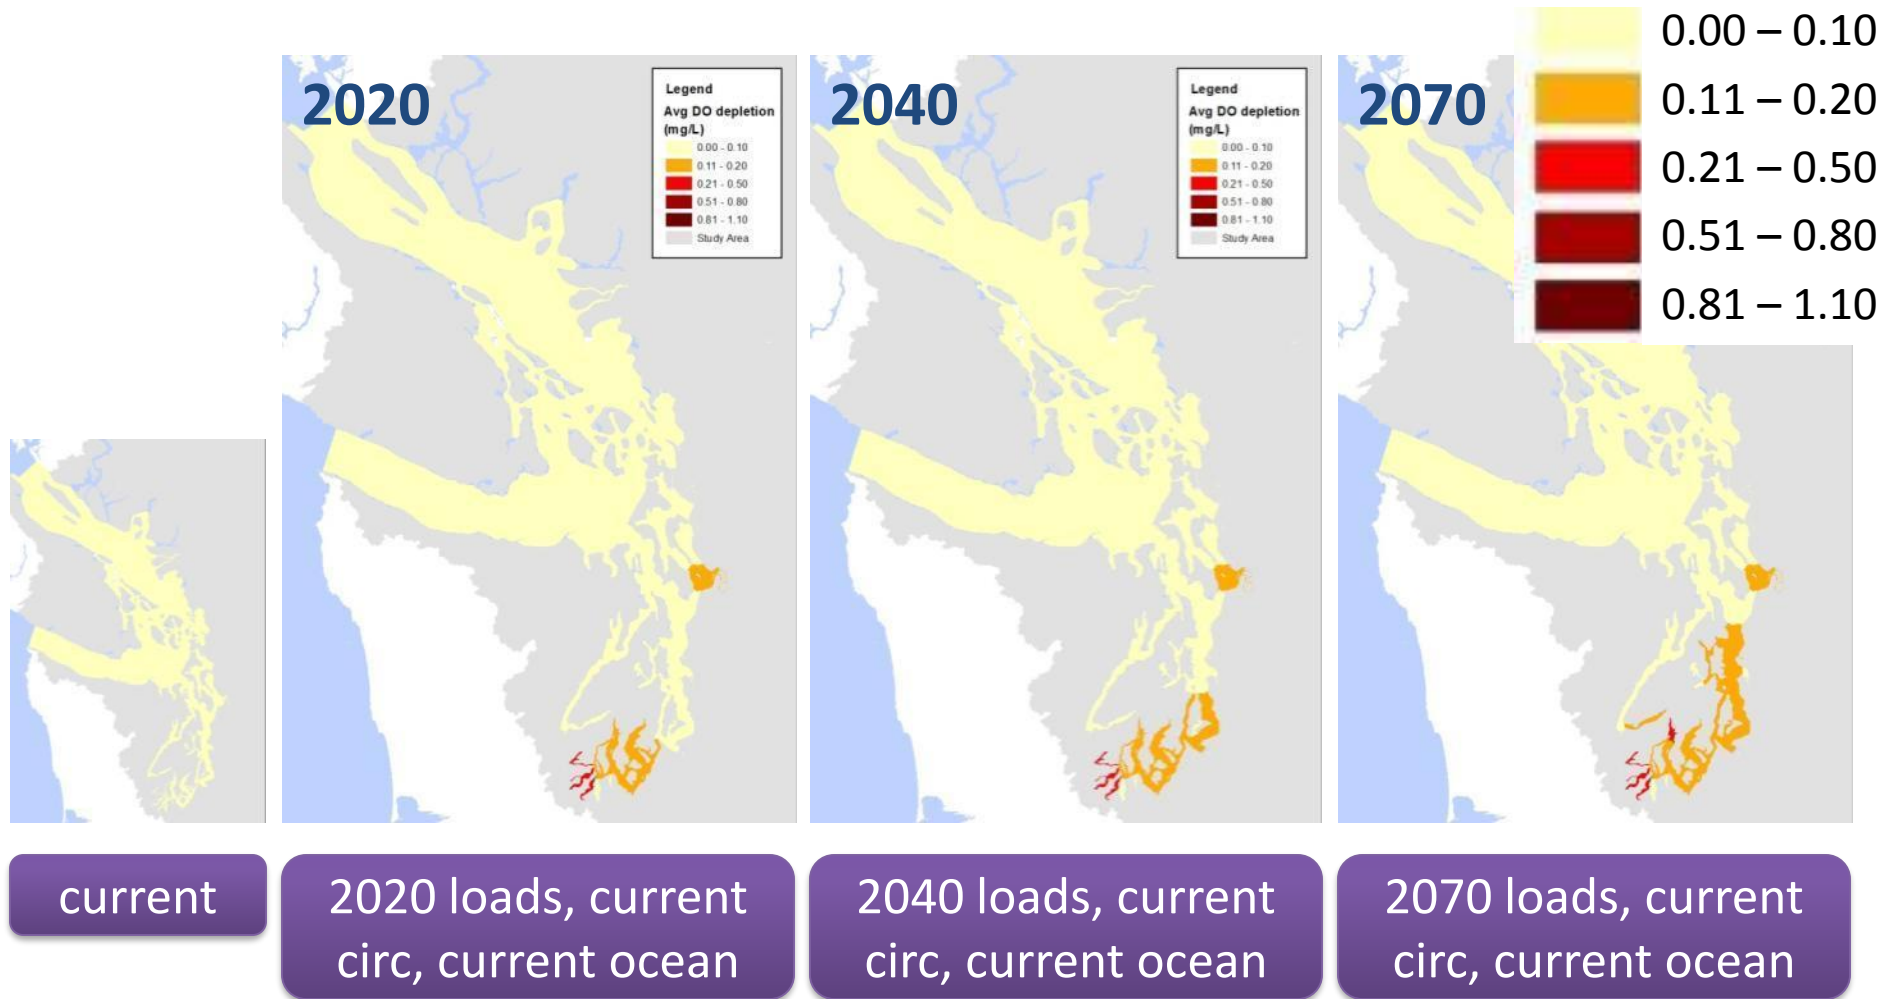 2020
Legend
Avg DO depletion
(mg/L)
0.00 - 0.10
0.11 - 0.20
0.21 - 0.50
0.51 - 0.80
0.81 - 1.10
Study Area
2040
Legend
Avg DO depletion
(mg/L)
0.00 - 0.10
0.11 - 0.20
0.21 - 0.50
0.51 - 0.80
0.81 - 1.10
Study Area
2070
0.00 – 0.10
0.11 – 0.20
0.21 – 0.50
0.51 – 0.80
0.81 – 1.10
current
2020 loads, current
circ, current ocean
2040 loads, current
circ, current ocean
2070 loads, current
circ, current ocean